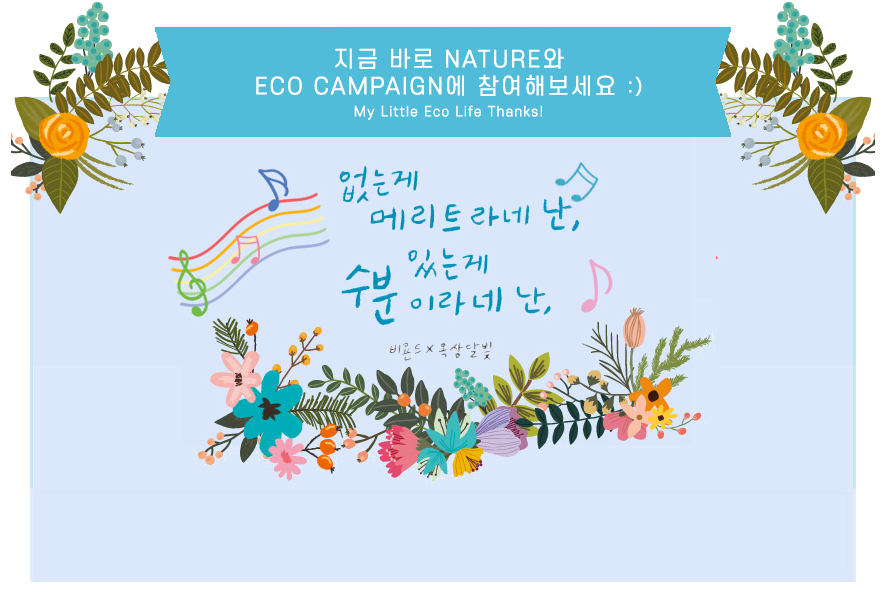 지금 바로 NATURE와
ECO CAMPAIGN에 참여해보세요 :)
My Little Eco Life Thanks!
없는게
메리트라네 난,
있는게
수분이라네 난,
비욘드x옥상달빛